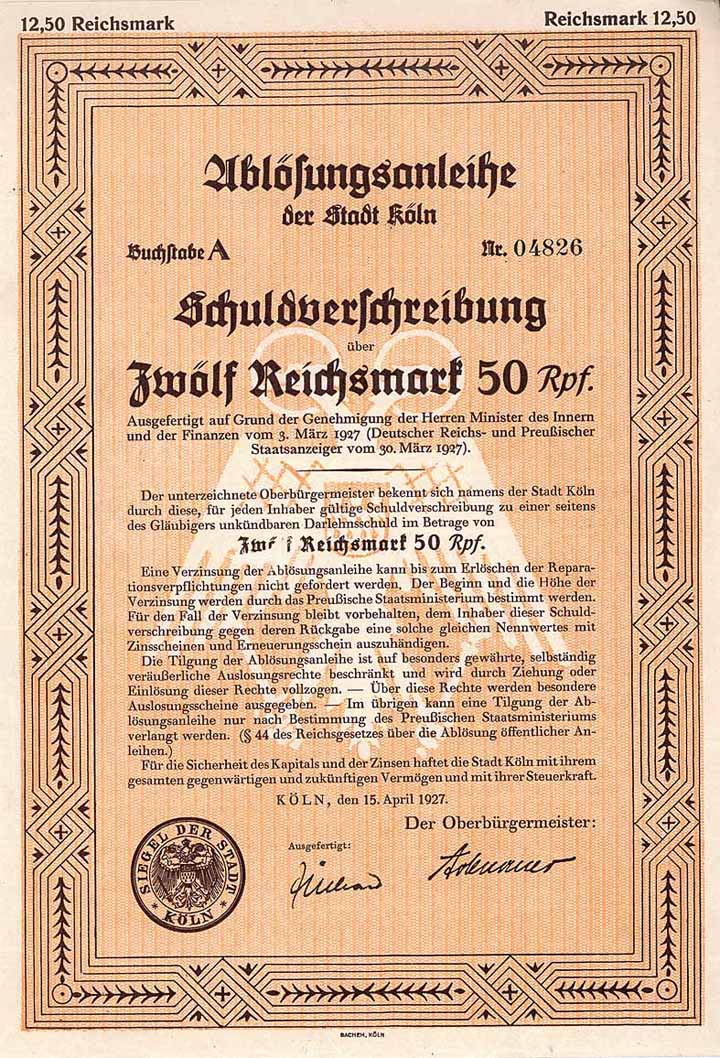 12,50 Reichsmark
Reichsmark 12,50
Ablösungsanleihe
der Stadt Köln
Buchstabe A
Nr. 04826
Schuldverschreibung
über
Zwölf Reichsmark 50 Rpf.
Ausgefertigt auf Grund der Genehmigung der Herren Minister des Innern
und der Finanzen vom 3. März 1927 (Deutscher Reichs- und Preußischer
Staatsanzeiger vom 30. März 1927).
Der unterzeichnete Oberbürgermeister bekennt sich namens der Stadt Köln
durch diese, für jeden Inhaber gültige Schuldverschreibung zu einer seitens
des Gläubigers unkündbaren Darlehnsschuld im Betrage von
Zwölf Reichsmark 50 Rpf.
Eine Verzinsung der Ablösungsanleihe kann bis zum Erlöschen der Repara-
tionsverpflichtungen nicht gefordert werden. Der Beginn und die Höhe der
Verzinsung werden durch das Preußische Staatsministerium bestimmt werden.
Für den Fall der Verzinsung bleibt vorbehalten, dem Inhaber dieser Schuld-
verschreibung gegen deren Rückgabe eine solche gleichen Nennwertes mit
Zinsscheinen und Erneuerungsschein auszuhändigen.
Die Tilgung der Ablösungsanleihe ist auf besonders gewährte, selbständig
veräußerliche Auslosungsrechte beschränkt und wird durch Ziehung oder
Einlösung dieser Rechte vollzogen. — Über diese Rechte werden besondere
Auslosungsscheine ausgegeben. — Im übrigen kann eine Tilgung der Ab-
lösungsanleihe nur nach Bestimmung des Preußischen Staatsministeriums
verlangt werden. (§ 44 des Reichsgesetzes über die Ablösung öffentlicher An-
leihen.)
Für die Sicherheit des Kapitals und der Zinsen haftet die Stadt Köln mit ihrem
gesamten gegenwärtigen und zukünftigen Vermögen und mit ihrer Steuerkraft.
KÖLN, den 15. April 1927.
Der Oberbürgermeister:
Ausgefertigt:
Adenauer
SIEGEL DER STADT
* KÖLN *
BACHEM, KÖLN